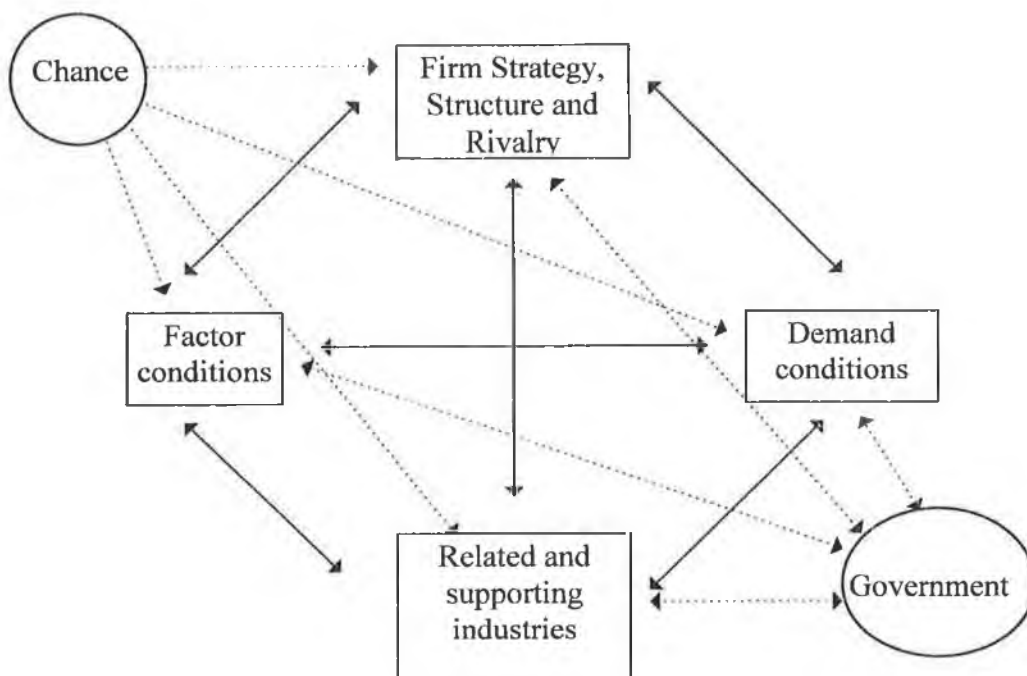 Chance
Firm Strategy,
Structure and
Rivalry
Factor
conditions
Demand
conditions
Related and
supporting
industries
Government